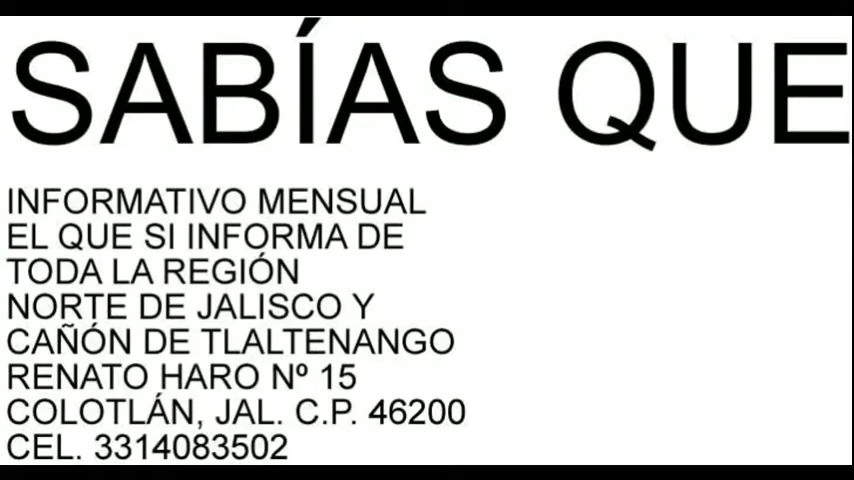 SABÍAS QUE
INFORMATIVO MENSUAL
EL QUE SI INFORMA DE
TODA LA REGIÓN
NORTE DE JALISCO Y
CAÑÓN DE TLALTENANGO
RENATO HARO Nº 15
COLOTLÁN, JAL. C.P. 46200
CEL. 3314083502